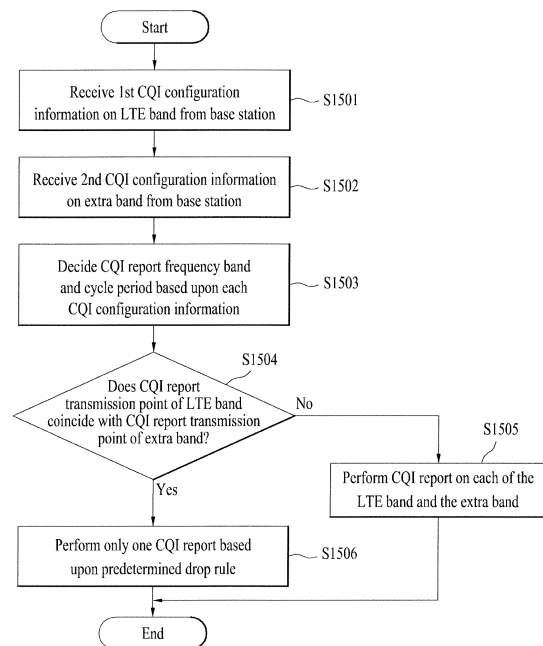 Start
Receive 1st CQI configuration
information on LTE band from base station
S1501
Receive 2nd CQI configuration information
on extra band from base station
S1502
Decide CQI report frequency band
and cycle period based upon each
CQI configuration information
S1503
S1504
Does CQI report
transmission point of LTE band
coincide with CQI report transmission
point of extra band?
No
S1505
Perform CQI report on each of the
LTE band and the extra band
Yes
Perform only one CQI report based
upon predetermined drop rule
S1506
End